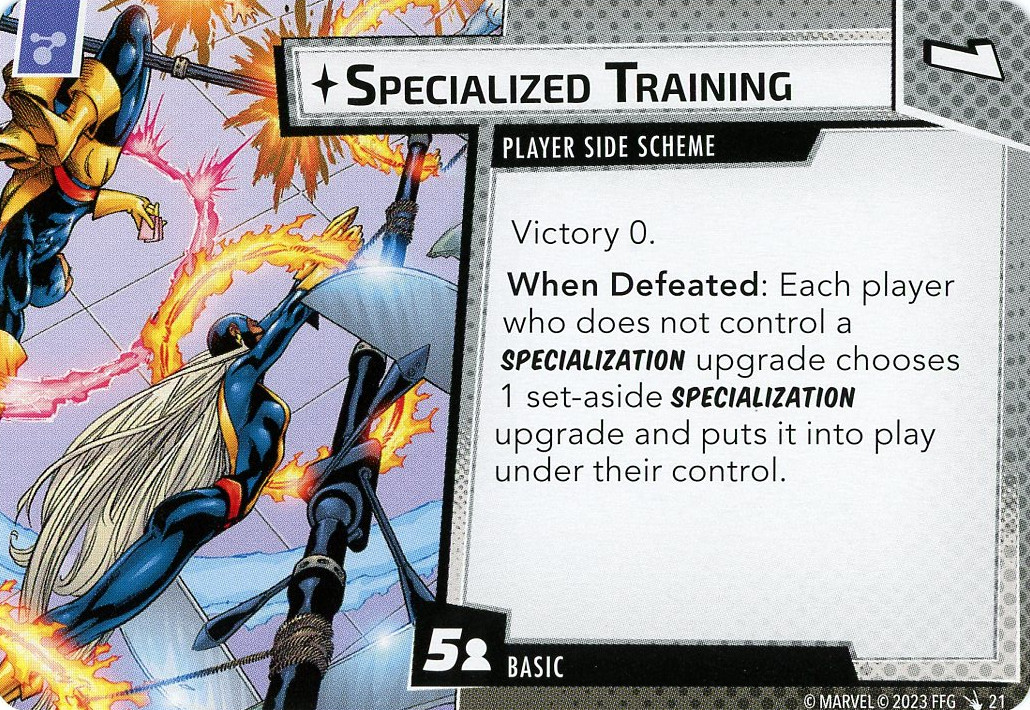 SPECIALIZED TRAINING
1
PLAYER SIDE SCHEME
Victory 0.
When Defeated: Each player
who does not control a
SPECIALIZATION upgrade chooses
1 set-aside SPECIALIZATION
upgrade and puts it into play
under their control.
5
BASIC
© MARVEL © 2023 FFG 21